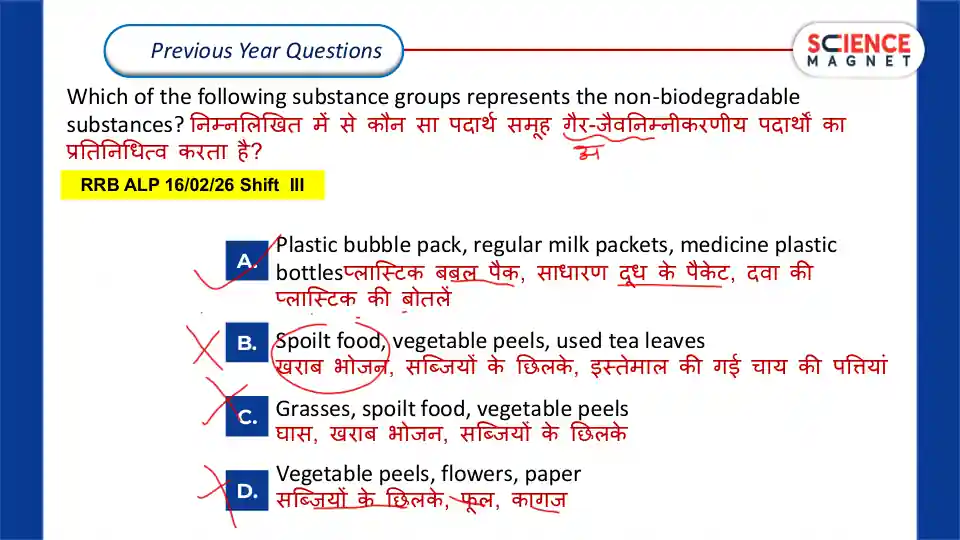 Previous Year Questions
SCIENCE
MAGNET
Which of the following substance groups represents the non-biodegradable
substances? निम्नलिखित में से कौन सा पदार्थ समूह गैर-जैवनिम्नीकरणीय पदार्थों का
प्रतिनिधित्व करता है?
अ
RRB ALP 16/02/26 Shift III
A.
Plastic bubble pack, regular milk packets, medicine plastic
bottlesप्लास्टिक बबल पैक, साधारण दूध के पैकेट, दवा की
प्लास्टिक की बोतलें
B.
Spoilt food, vegetable peels, used tea leaves
खराब भोजन, सब्जियों के छिलके, इस्तेमाल की गई चाय की पत्तियां
C.
Grasses, spoilt food, vegetable peels
घास, खराब भोजन, सब्जियों के छिलके
D.
Vegetable peels, flowers, paper
सब्जियों के छिलके, फूल, कागज